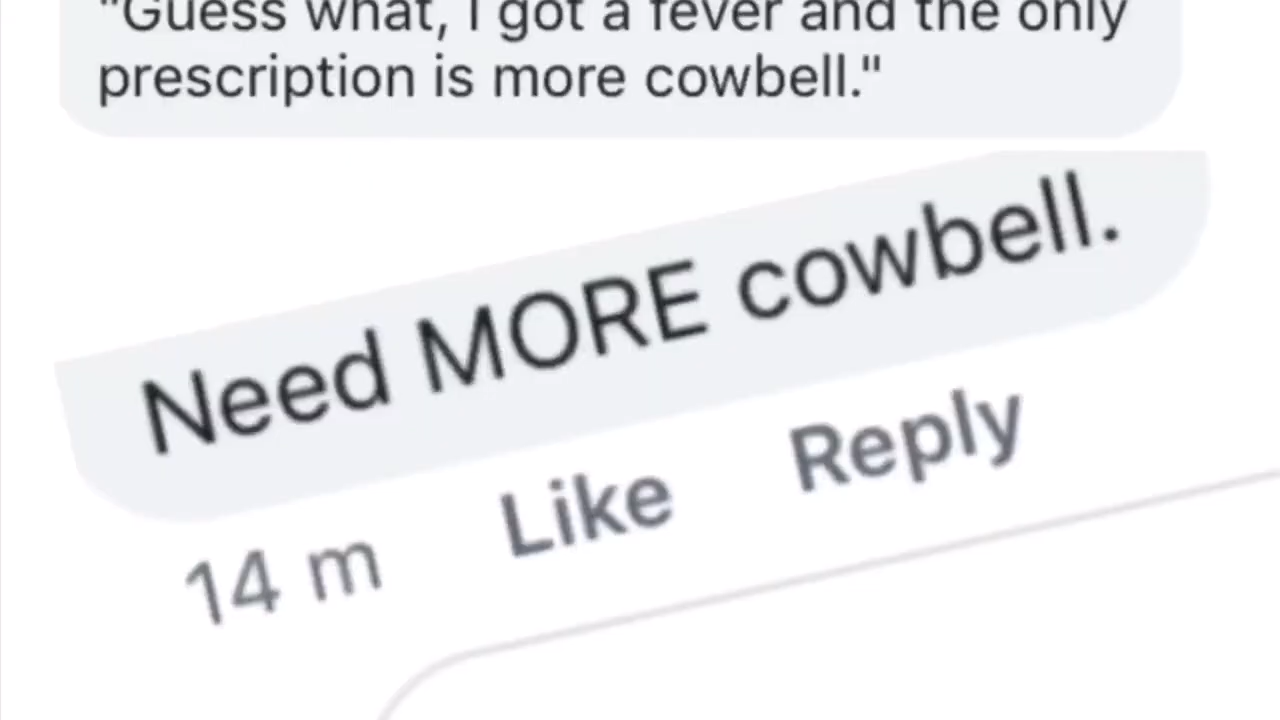 "Guess what, I got a fever and the only
prescription is more cowbell."
Need MORE cowbell.
14 m Like Reply